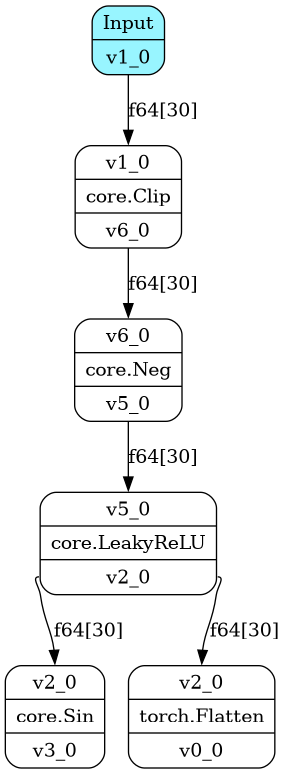 Input
v1_0
f64[30]
v1_0
core.Clip
v6_0
f64[30]
v6_0
core.Neg
v5_0
f64[30]
v5_0
core.LeakyReLU
v2_0
f64[30]
f64[30]
v2_0
core.Sin
v3_0
v2_0
torch.Flatten
v0_0